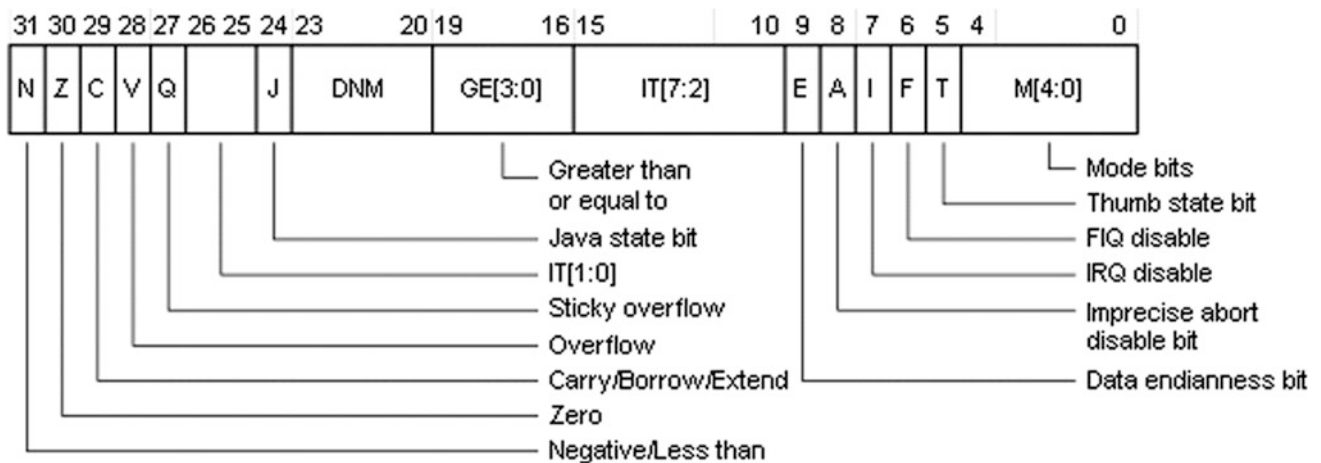 31 30 29 28 27 26 25 24 23 20 19 16 15 10 9 8 7 6 5 4 0
N Z C V Q J DNM GE[3:0] IT[7:2] E A I F T M[4:0]
Greater than
or equal to
Java state bit
IT[1:0]
Sticky overflow
Overflow
Carry/Borrow/Extend
Zero
Negative/Less than
Mode bits
Thumb state bit
FIQ disable
IRQ disable
Imprecise abort
disable bit
Data endianness bit